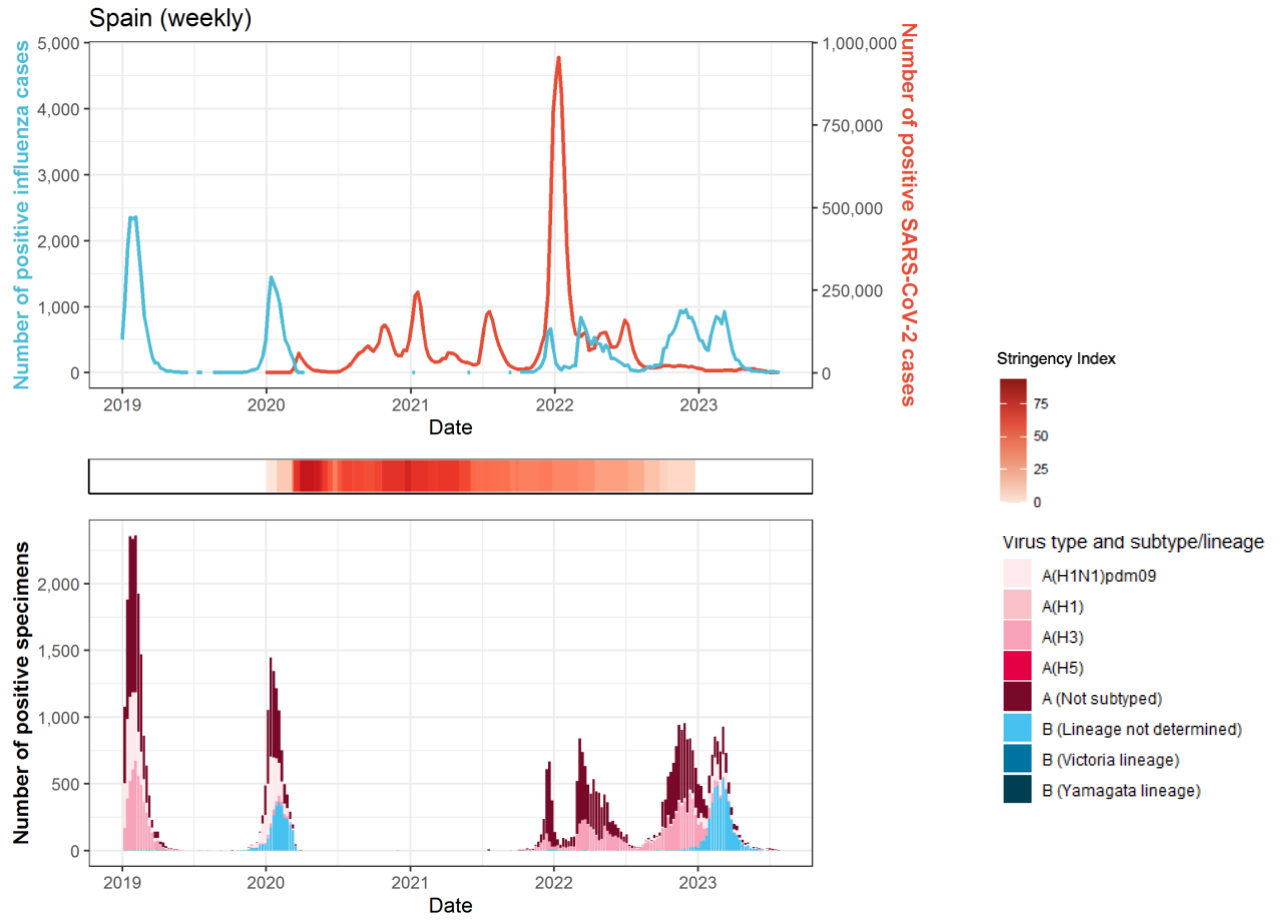 Spain (weekly)
Number of positive influenza cases
5,000
4,000
3,000
2,000
1,000
0
1,000,000
750,000
500,000
250,000
0
Number of positive SARS-CoV-2 cases
2019 2020 2021 2022 2023
Date
Stringency Index
75
50
25
0
Number of positive specimens
2,000
1,500
1,000
500
0
2019 2020 2021 2022 2023
Date
Virus type and subtype/lineage
A(H1N1)pdm09
A(H1)
A(H3)
A(H5)
A (Not subtyped)
B (Lineage not determined)
B (Victoria lineage)
B (Yamagata lineage)